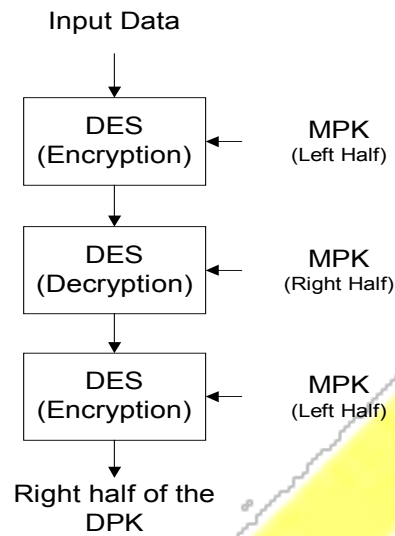 Input Data
DES
(Encryption)
MPK
(Left Half)
DES
(Decryption)
MPK
(Right Half)
DES
(Encryption)
MPK
(Left Half)
Right half of the
DPK